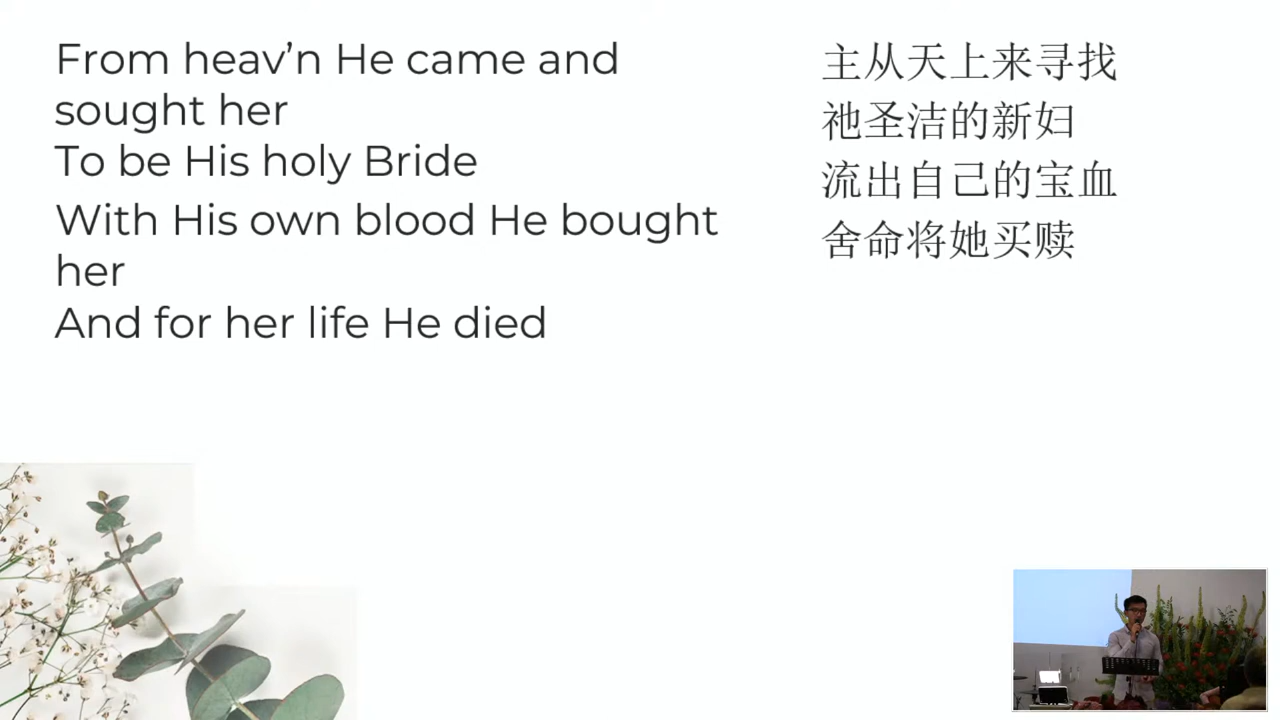 From heav’n He came and
sought her
To be His holy Bride
With His own blood He bought
her
And for her life He died
主从天上来寻找
祂圣洁的新妇
流出自己的宝血
舍命将她买赎